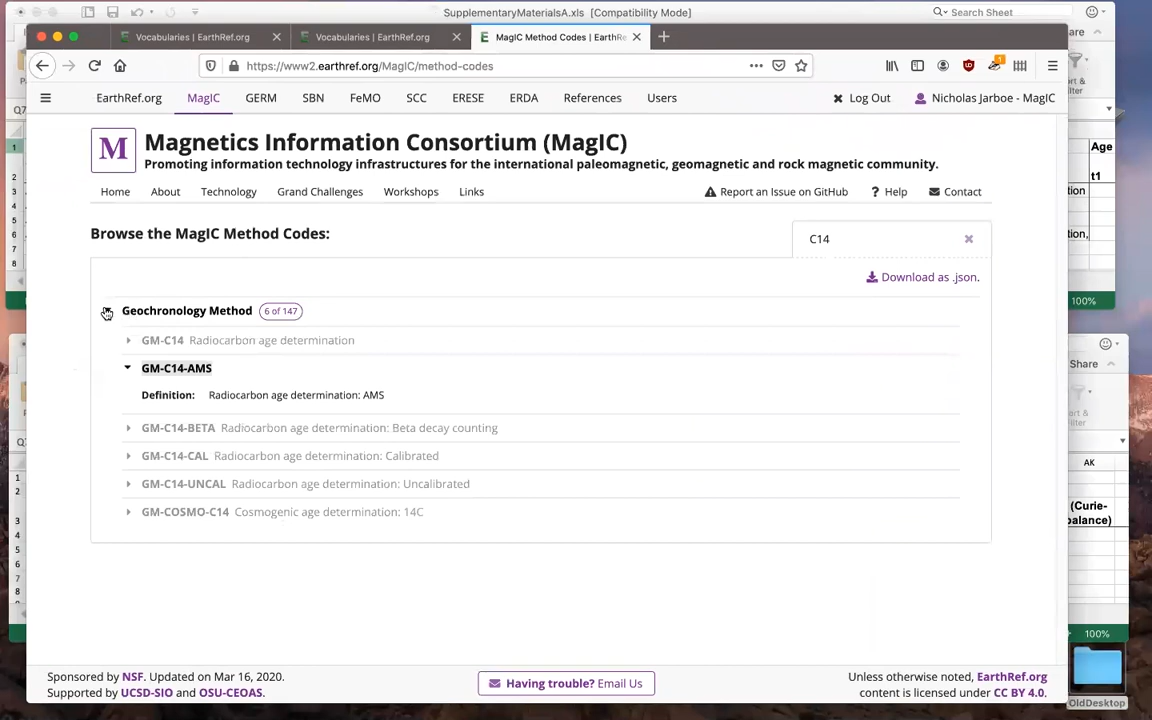 SupplementaryMaterialsA.xls [Compatibility Mode]
Search Sheet
Vocabularies | EarthRef.org
Vocabularies | EarthRef.org
MagIC Method Codes | EarthRe
https://www2.earthref.org/MagIC/method-codes
EarthRef.org
MagIC
GERM
SBN
FeMO
SCC
ERESE
ERDA
References
Users
Log Out
Nicholas Jarboe - MagIC
M
Magnetics Information Consortium (MagIC)
Promoting information technology infrastructures for the international paleomagnetic, geomagnetic and rock magnetic community.
Home
About
Technology
Grand Challenges
Workshops
Links
Report an Issue on GitHub
Help
Contact
Browse the MagIC Method Codes:
C14
Download as .json.
Geochronology Method 6 of 147
GM-C14 Radiocarbon age determination
GM-C14-AMS
Definition: Radiocarbon age determination: AMS
GM-C14-BETA Radiocarbon age determination: Beta decay counting
GM-C14-CAL Radiocarbon age determination: Calibrated
GM-C14-UNCAL Radiocarbon age determination: Uncalibrated
GM-COSMO-C14 Cosmogenic age determination: 14C
Sponsored by NSF. Updated on Mar 16, 2020.
Supported by UCSD-SIO and OSU-CEOAS.
Having trouble? Email Us
Unless otherwise noted, EarthRef.org
content is licensed under CC BY 4.0.
Age
t1
100%
Share
AK
(Curie-
balance)
100%
OldDesktop